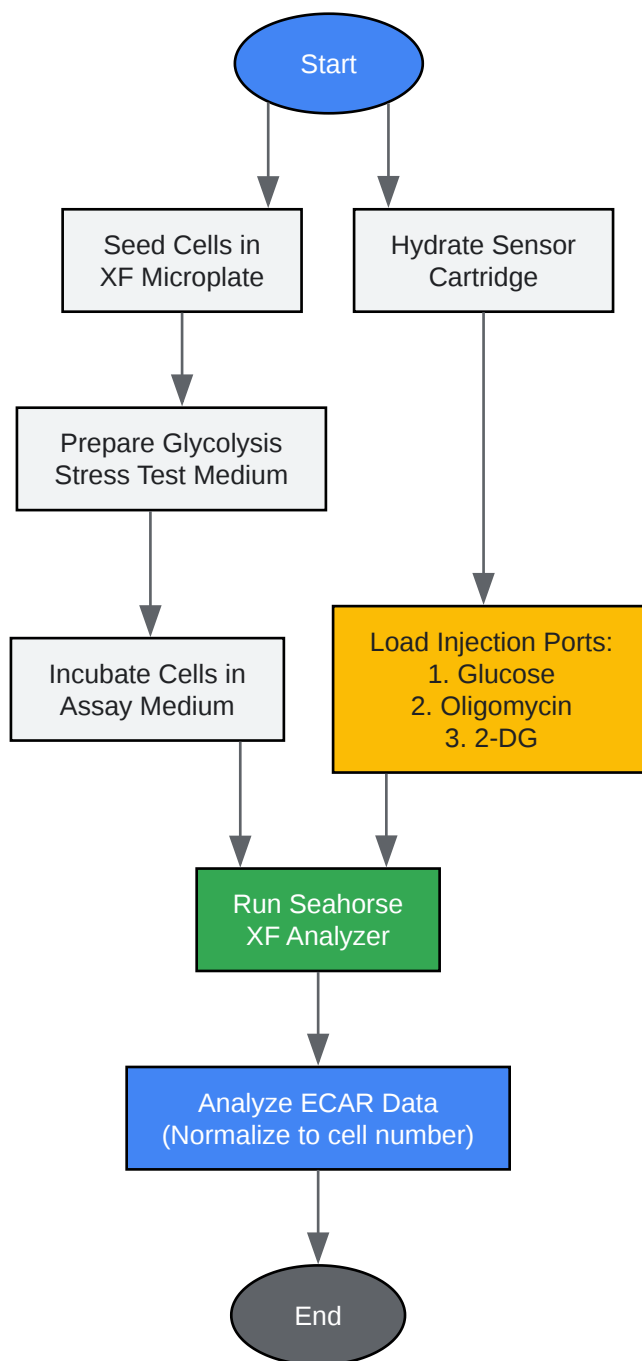 Start
Seed Cells in
XF Microplate
Hydrate Sensor
Cartridge
Prepare Glycolysis
Stress Test Medium
Incubate Cells in
Assay Medium
Load Injection Ports:
1. Glucose
2. Oligomycin
3. 2-DG
Run Seahorse
XF Analyzer
Analyze ECAR Data
(Normalize to cell number)
End